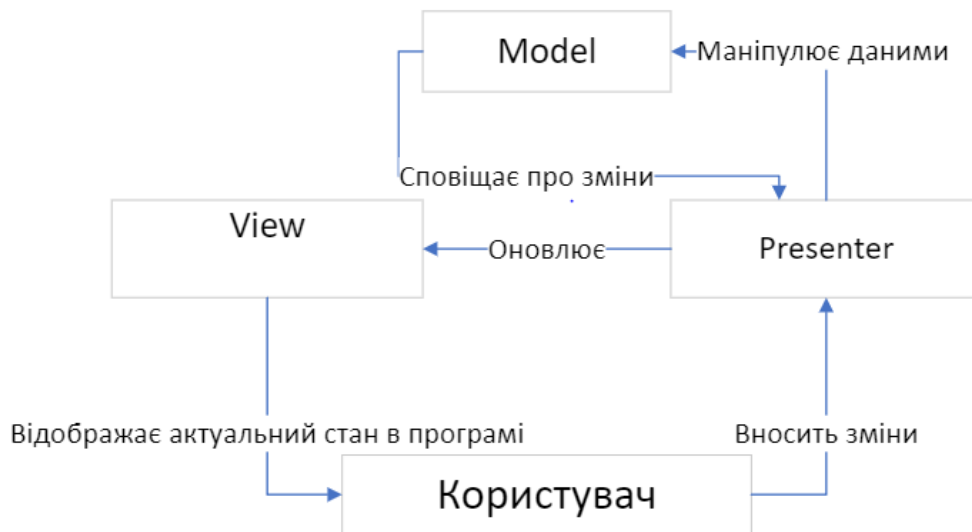 Model
Маніпулює даними
Сповіщає про зміни
View
Оновлює
Presenter
Відображає актуальний стан в програмі
Вносить зміни
Користувач